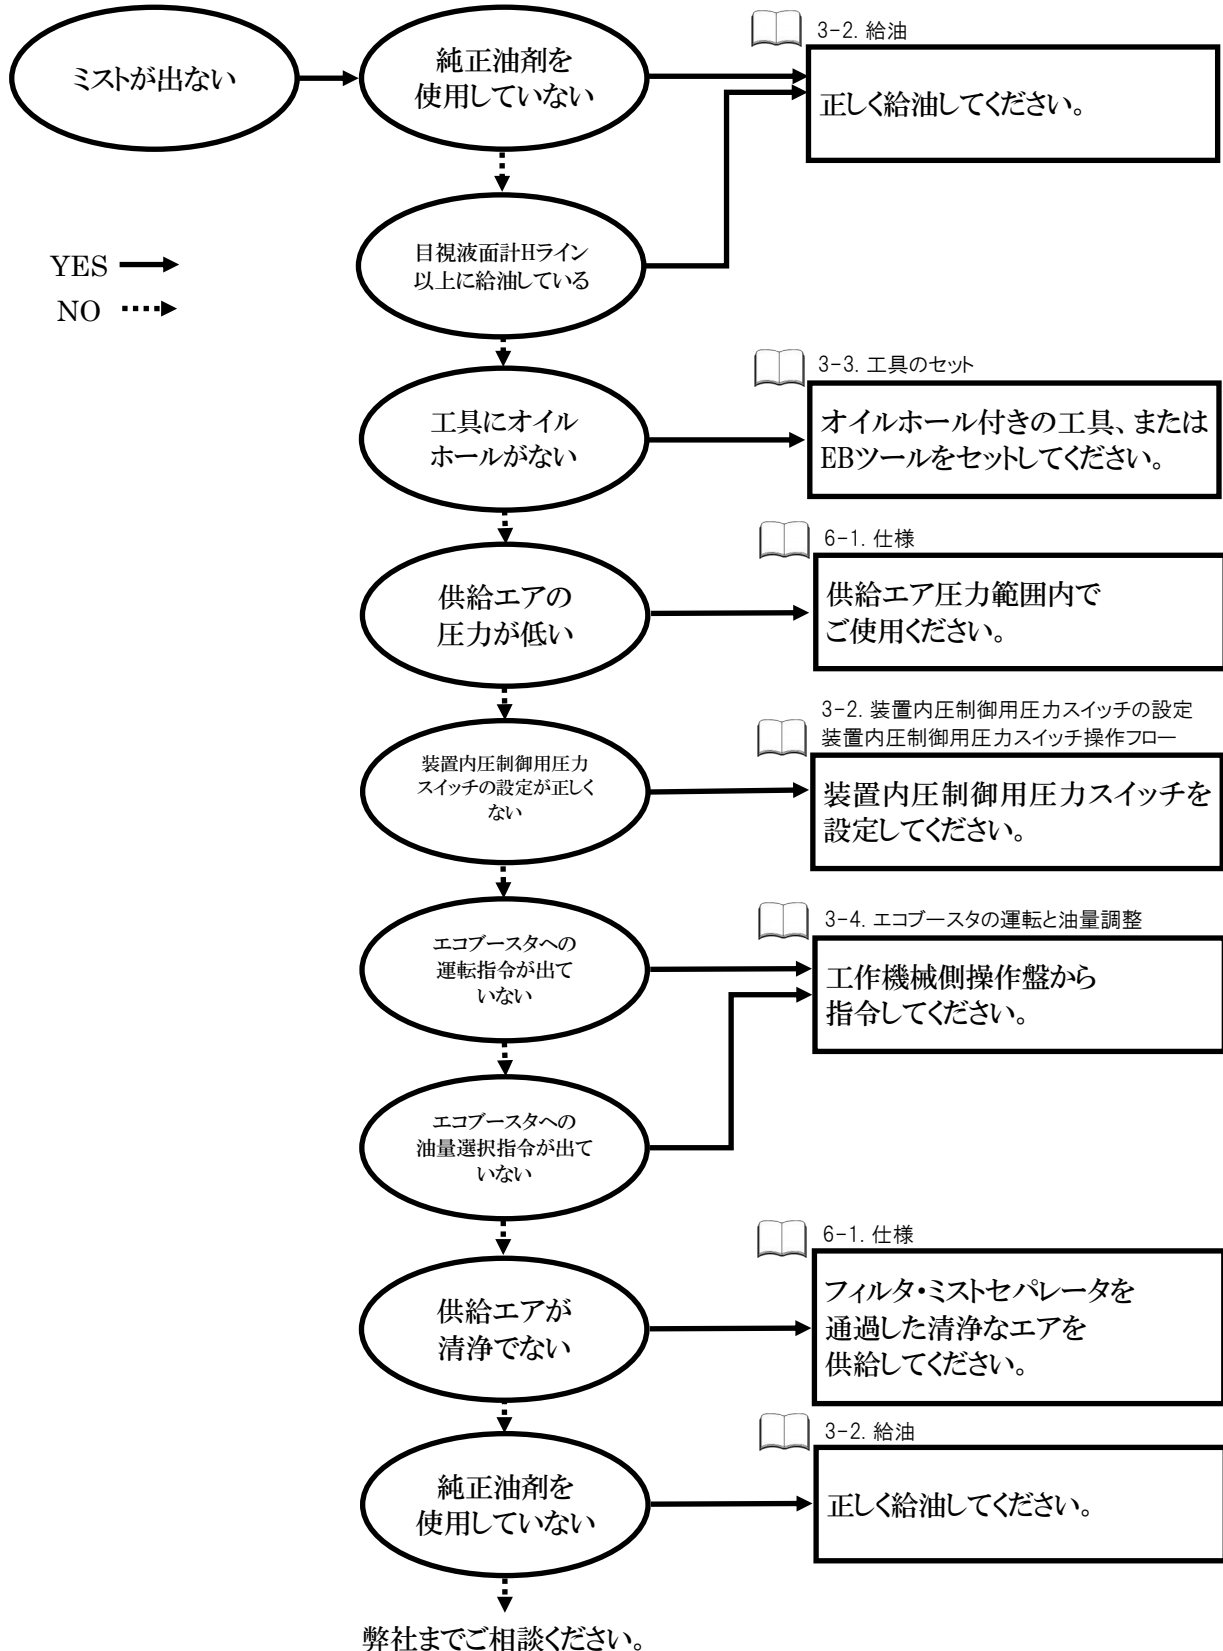 ミストが出ない
純正油剤を
使用していない
3-2. 給油
正しく給油してください。
YES
NO
目視液面計Hライン
以上に給油している
工具にオイル
ホールがない
3-3. 工具のセット
オイルホール付きの工具、または
EBツールをセットしてください。
供給エアの
圧力が低い
6-1. 仕様
供給エア圧力範囲内で
ご使用ください。
装置内圧制御用圧力
スイッチの設定が正しく
ない
3-2. 装置内圧制御用圧力スイッチの設定
装置内圧制御用圧力スイッチ操作フロー
装置内圧制御用圧力スイッチを
設定してください。
エコブースタへの
運転指令が出て
いない
3-4. エコブースタの運転と油量調整
工作機械側操作盤から
指令してください。
エコブースタへの
油量選択指令が出て
いない
供給エアが
清浄でない
6-1. 仕様
フィルタ・ミストセパレータを
通過した清浄なエアを
供給してください。
純正油剤を
使用していない
3-2. 給油
正しく給油してください。
弊社までご相談ください。